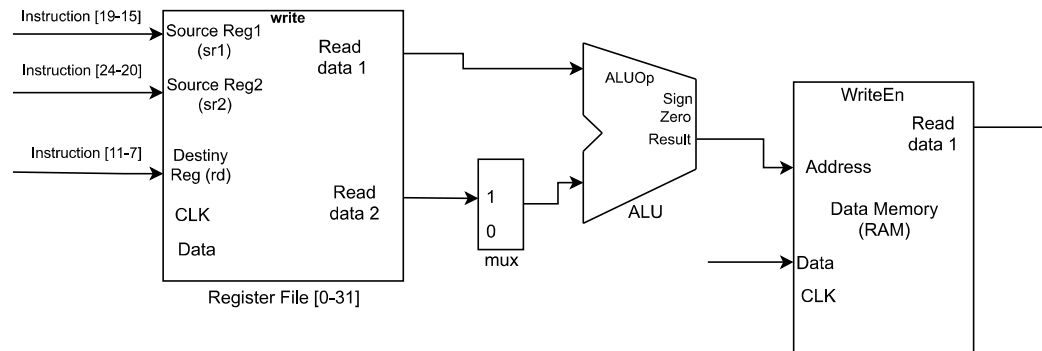 Instruction [19-15]
write
Source Reg1
(sr1)
Read
data 1
Instruction [24-20]
Source Reg2
(sr2)
Instruction [11-7]
Destiny
Reg (rd)
CLK
Data
Read
data 2
Register File [0-31]
1
0
mux
ALUOp
Sign
Zero
Result
ALU
WriteEn
Read
data 1
Address
Data Memory
(RAM)
Data
CLK